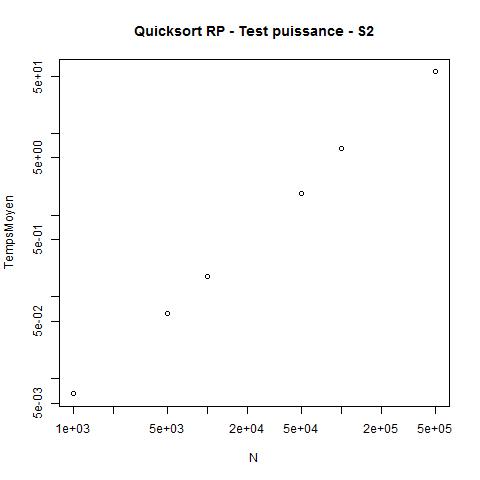 Quicksort RP - Test puissance - S2
TempsMoyen
5e+01
5e+00
5e-01
5e-02
5e-03
1e+03 5e+03 2e+04 5e+04 2e+05 5e+05
N